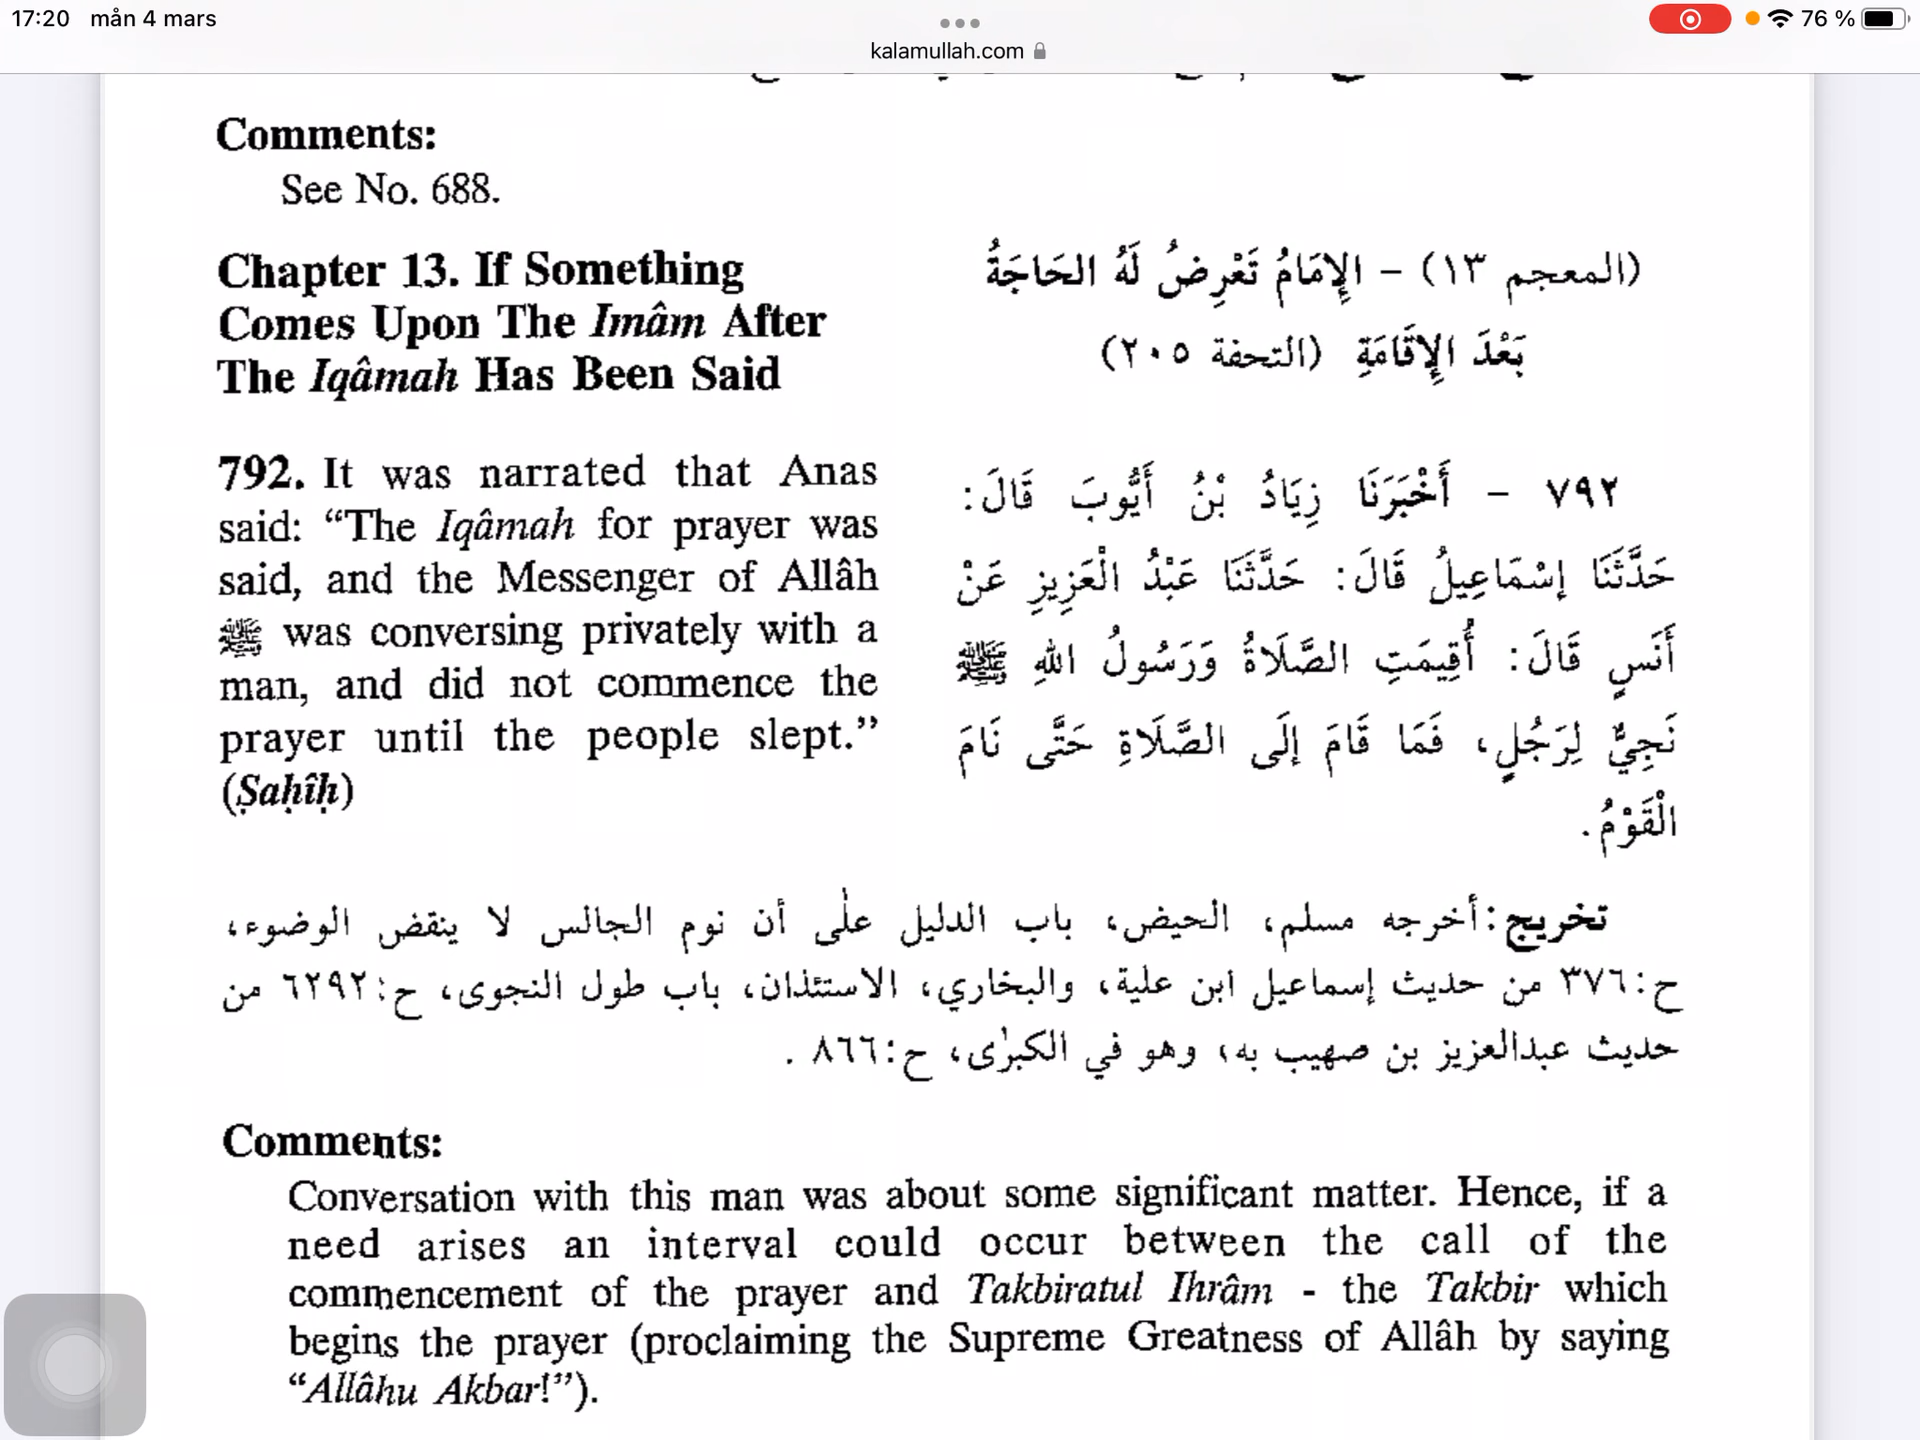 17:20 mån 4 mars
76 %
kalamullah.com
Comments:
See No. 688.
Chapter 13. If Something
Comes Upon The Imâm After
The Iqâmah Has Been Said
(المعجم ١٣) - الإِمَامُ تَعْرِضُ لَهُ الحَاجَةُ
بَعْدَ الإِقَامَةِ (التحفة ٢٠٥)
792. It was narrated that Anas
said: “The Iqâmah for prayer was
said, and the Messenger of Allâh
ﷺ was conversing privately with a
man, and did not commence the
prayer until the people slept.”
(Ṣaḥîḥ)
٧٩٢ - أَخْبَرَنَا زِيَادُ بْنُ أَيُّوبَ قَالَ:
حَدَّثَنَا إِسْمَاعِيلُ قَالَ: حَدَّثَنَا عَبْدُ الْعَزِيزِ عَنْ
أَنَسٍ قَالَ: أُقِيمَتِ الصَّلَاةُ وَرَسُولُ اللهِ ﷺ
نَجِيٌّ لِرَجُلٍ، فَمَا قَامَ إِلَى الصَّلَاةِ حَتَّى نَامَ
الْقَوْمُ.
تخريج: أخرجه مسلم، الحيض، باب الدليل علٰى أن نوم الجالس لا ينقض الوضوء،
ح:٣٧٦ من حديث إسماعيل ابن علية، والبخاري، الاستئذان، باب طول النجوى، ح:٦٢٩٢ من
حديث عبدالعزيز بن صهيب به، وهو في الكبرٰى، ح:٨٦٦ .
Comments:
Conversation with this man was about some significant matter. Hence, if a
need arises an interval could occur between the call of the
commencement of the prayer and Takbiratul Ihrâm - the Takbir which
begins the prayer (proclaiming the Supreme Greatness of Allâh by saying
“Allâhu Akbar!”).